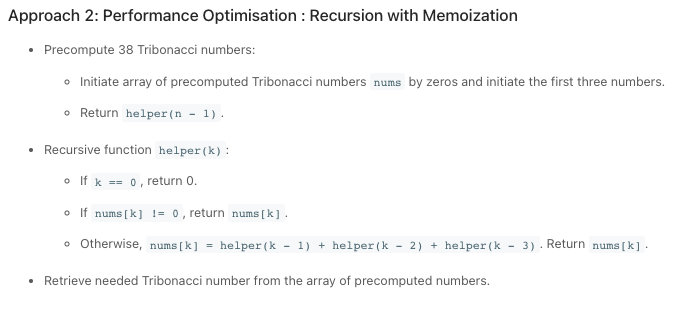 Approach 2: Performance Optimisation : Recursion with Memoization
• Precompute 38 Tribonacci numbers:
◦ Initiate array of precomputed Tribonacci numbers nums by zeros and initiate the first three numbers.
◦ Return helper(n - 1).
• Recursive function helper(k):
◦ If k == 0, return 0.
◦ If nums[k] != 0, return nums[k].
◦ Otherwise, nums[k] = helper(k - 1) + helper(k - 2) + helper(k - 3). Return nums[k].
• Retrieve needed Tribonacci number from the array of precomputed numbers.